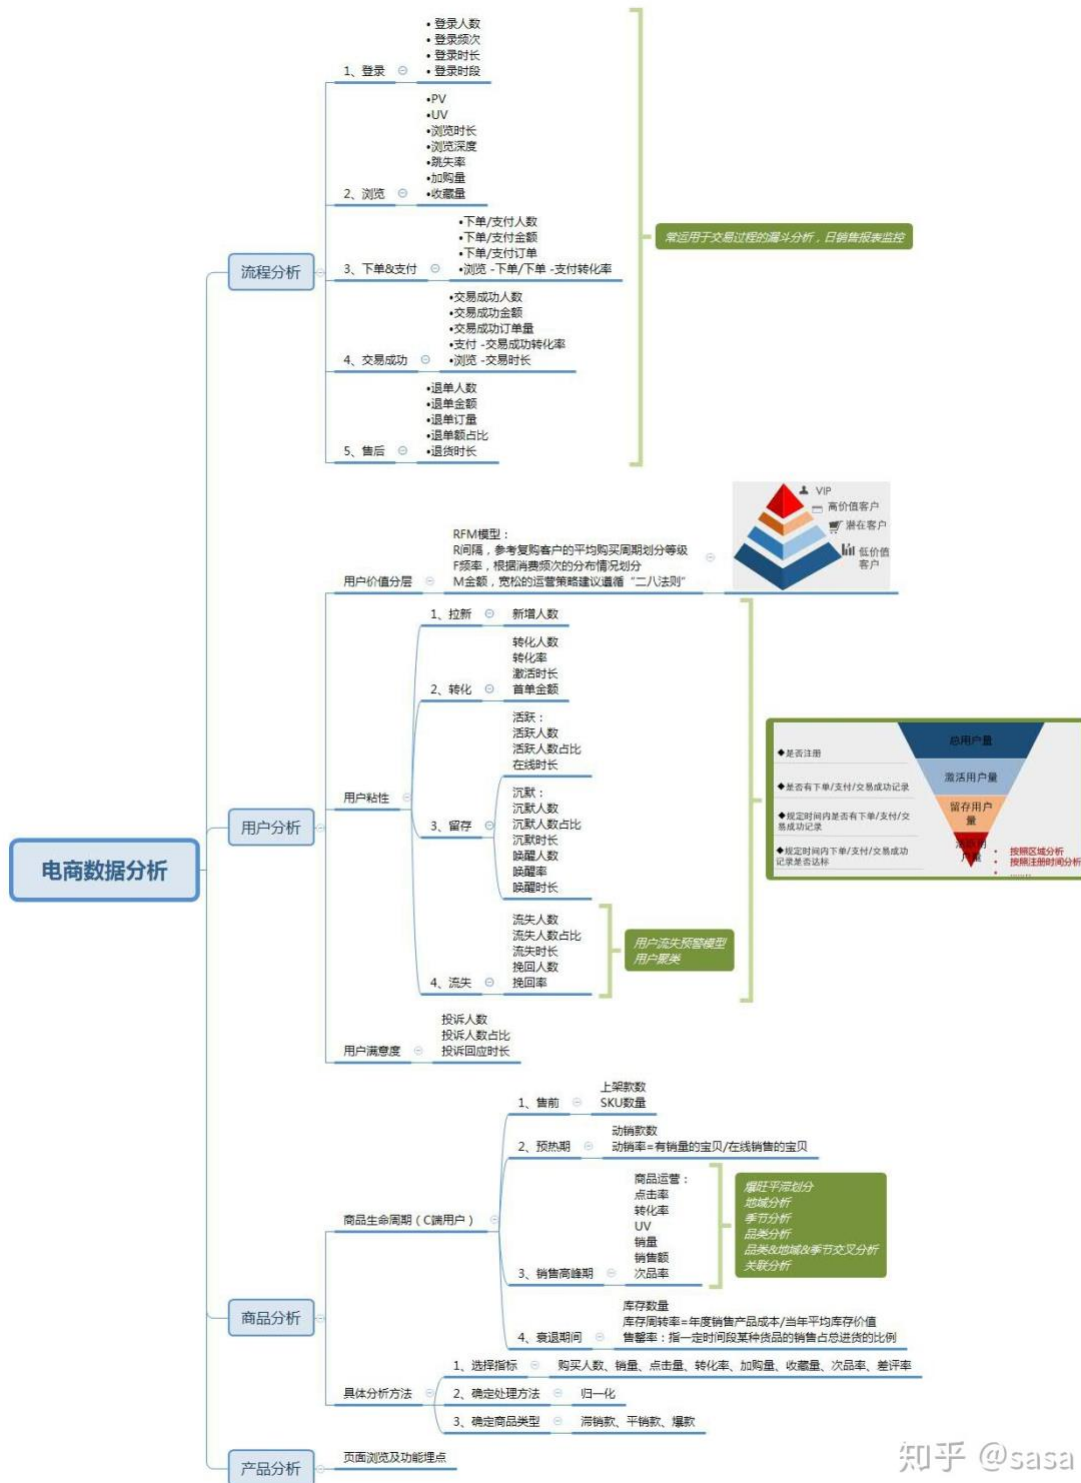 • 登录人数
• 登录频次
• 登录时长
1、登录
• 登录时段
•PV
•UV
•浏览时长
•浏览深度
•跳失率
•加购量
2、浏览
•收藏量
•下单/支付人数
•下单/支付金额
•下单/支付订单
3、下单&支付
•浏览 -下单/下单 -支付转化率
常运用于交易过程的漏斗分析，日销售报表监控
流程分析
•交易成功人数
•交易成功金额
•交易成功订单量
•支付 -交易成功转化率
4、交易成功
•浏览 -交易时长
•退单人数
•退单金额
•退单订量
•退单额占比
5、售后
•退货时长
RFM模型：
R间隔，参考复购客户的平均购买周期划分等级
F频率，根据消费频次的分布情况划分
用户价值分层
M金额，宽松的运营策略建议遵循“二八法则”
VIP
高价值客户
潜在客户
低价值
客户
1、拉新
新增人数
转化人数
转化率
激活时长
2、转化
首单金额
活跃：
活跃人数
活跃人数占比
在线时长
用户粘性
沉默：
沉默人数
沉默人数占比
3、留存
沉默时长
唤醒人数
唤醒率
唤醒时长
用户分析
流失人数
流失人数占比
流失时长
挽回人数
4、流失
挽回率
用户流失预警模型
用户聚类
总用户量
◆是否注册
激活用户量
◆是否有下单/支付/交易成功记录
留存用户
量
◆规定时间内是否有下单/支付/交
易成功记录
◆规定时间内下单/支付/交易成功
记录是否达标
户量
• 按照区域分析
• 按照注册时间分析
• ......
电商数据分析
投诉人数
投诉人数占比
用户满意度
投诉回应时长
上架款数
1、售前
SKU数量
动销款数
2、预热期
动销率=有销量的宝贝/在线销售的宝贝
商品运营：
点击率
转化率
UV
销量
销售额
3、销售高峰期
次品率
爆旺平滞划分
地域分析
季节分析
品类分析
品类&地域&季节交叉分析
关联分析
商品生命周期（C端用户）
库存数量
库存周转率=年度销售产品成本/当年平均库存价值
4、衰退期间
售罄率：指一定时间段某种货品的销售占总进货的比例
商品分析
1、选择指标
购买人数、销量、点击量、转化率、加购量、收藏量、次品率、差评率
具体分析方法
2、确定处理方法
归一化
3、确定商品类型
滞销款、平销款、爆款
产品分析
页面浏览及功能埋点
知乎 @sasa